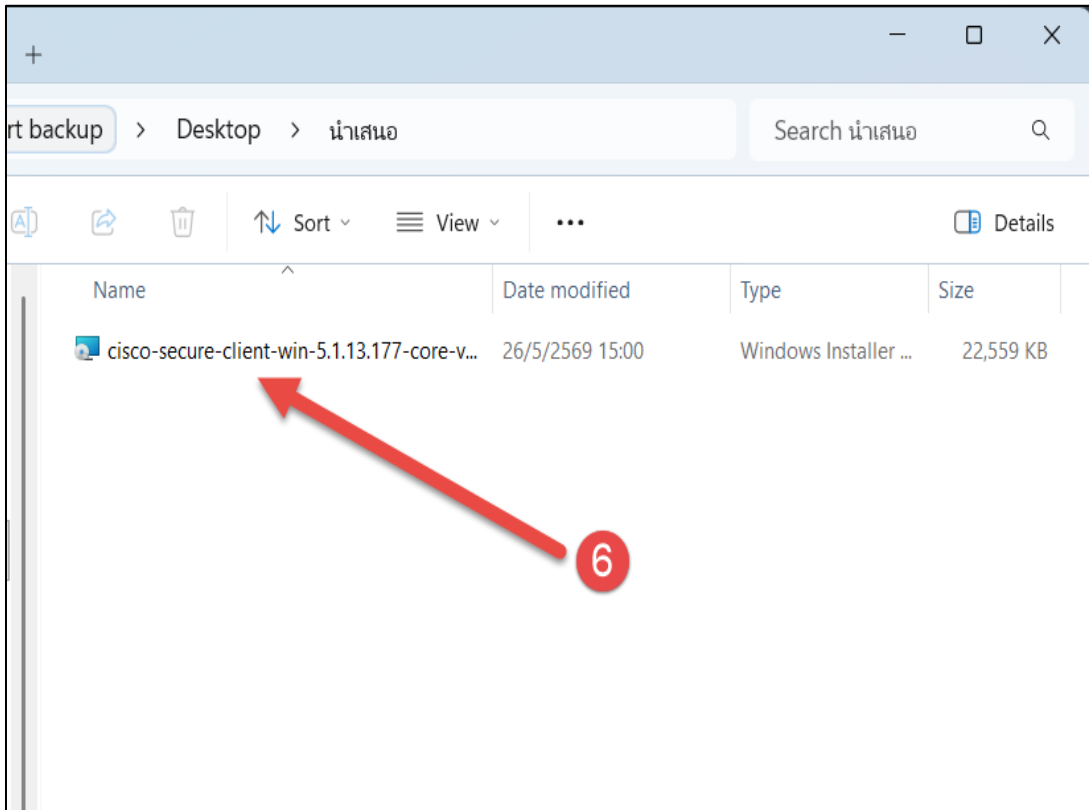 rt backup > Desktop > นำเสนอ Search นำเสนอ
Sort View ... Details
Name Date modified Type Size
cisco-secure-client-win-5.1.13.177-core-v... 26/5/2569 15:00 Windows Installer ... 22,559 KB
6